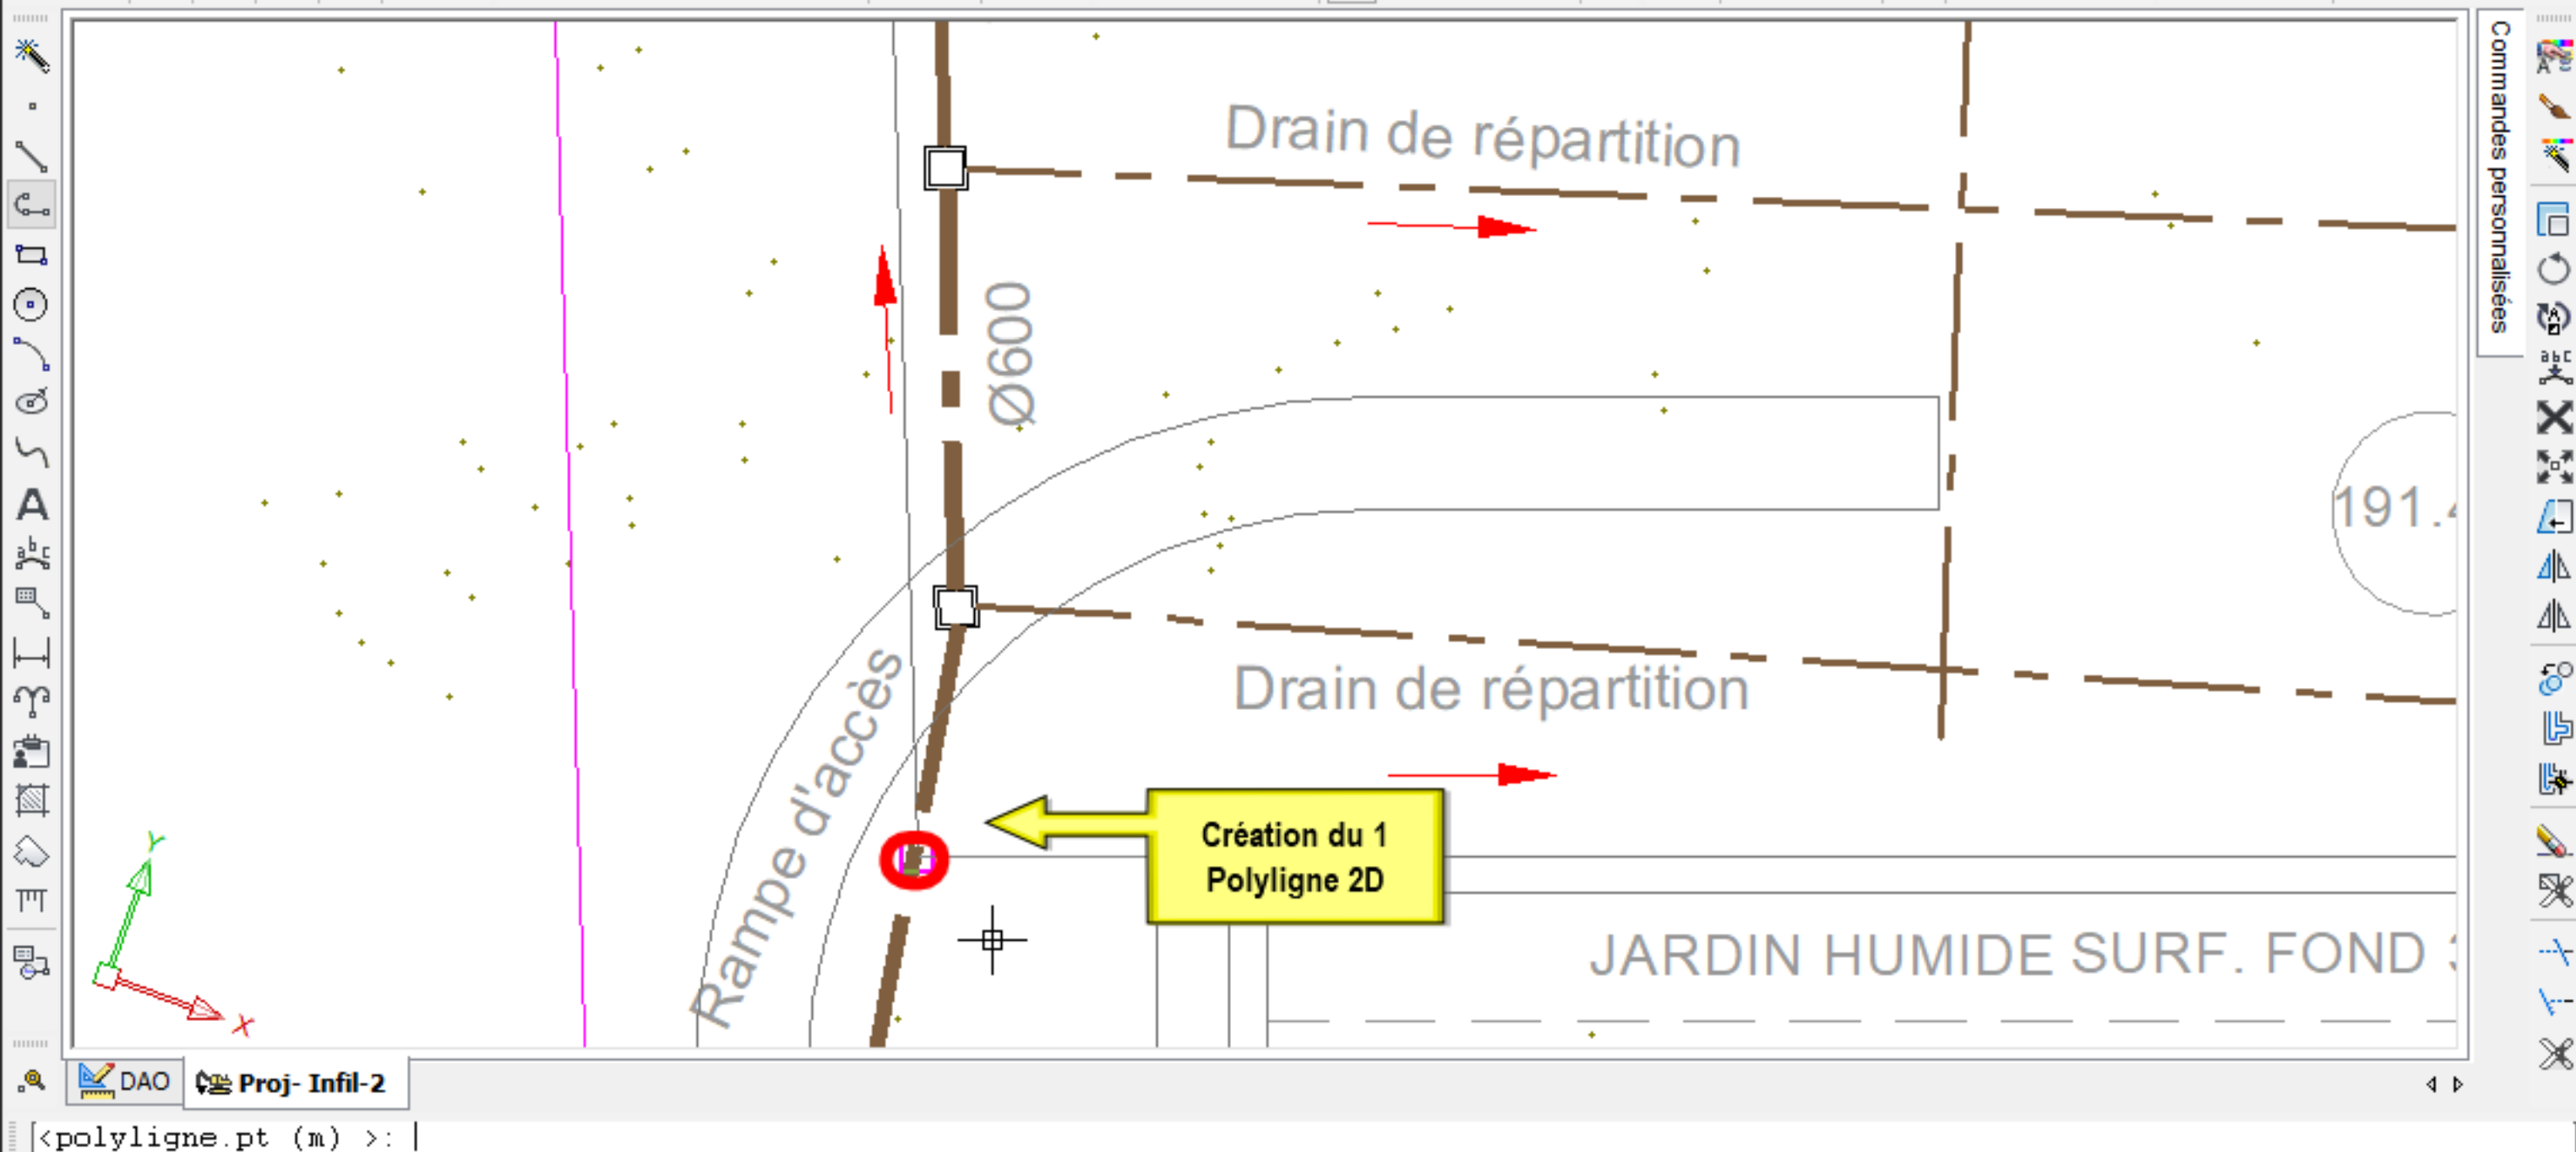 Drain de répartition
Commandes personnalisées
Ø600
191.4
Rampe d'accès
Drain de répartition
Création du 1
Polyligne 2D
JARDIN HUMIDE SURF. FOND
Y
X
DAO
Proj- Infil-2
[<polyligne.pt (m) >: